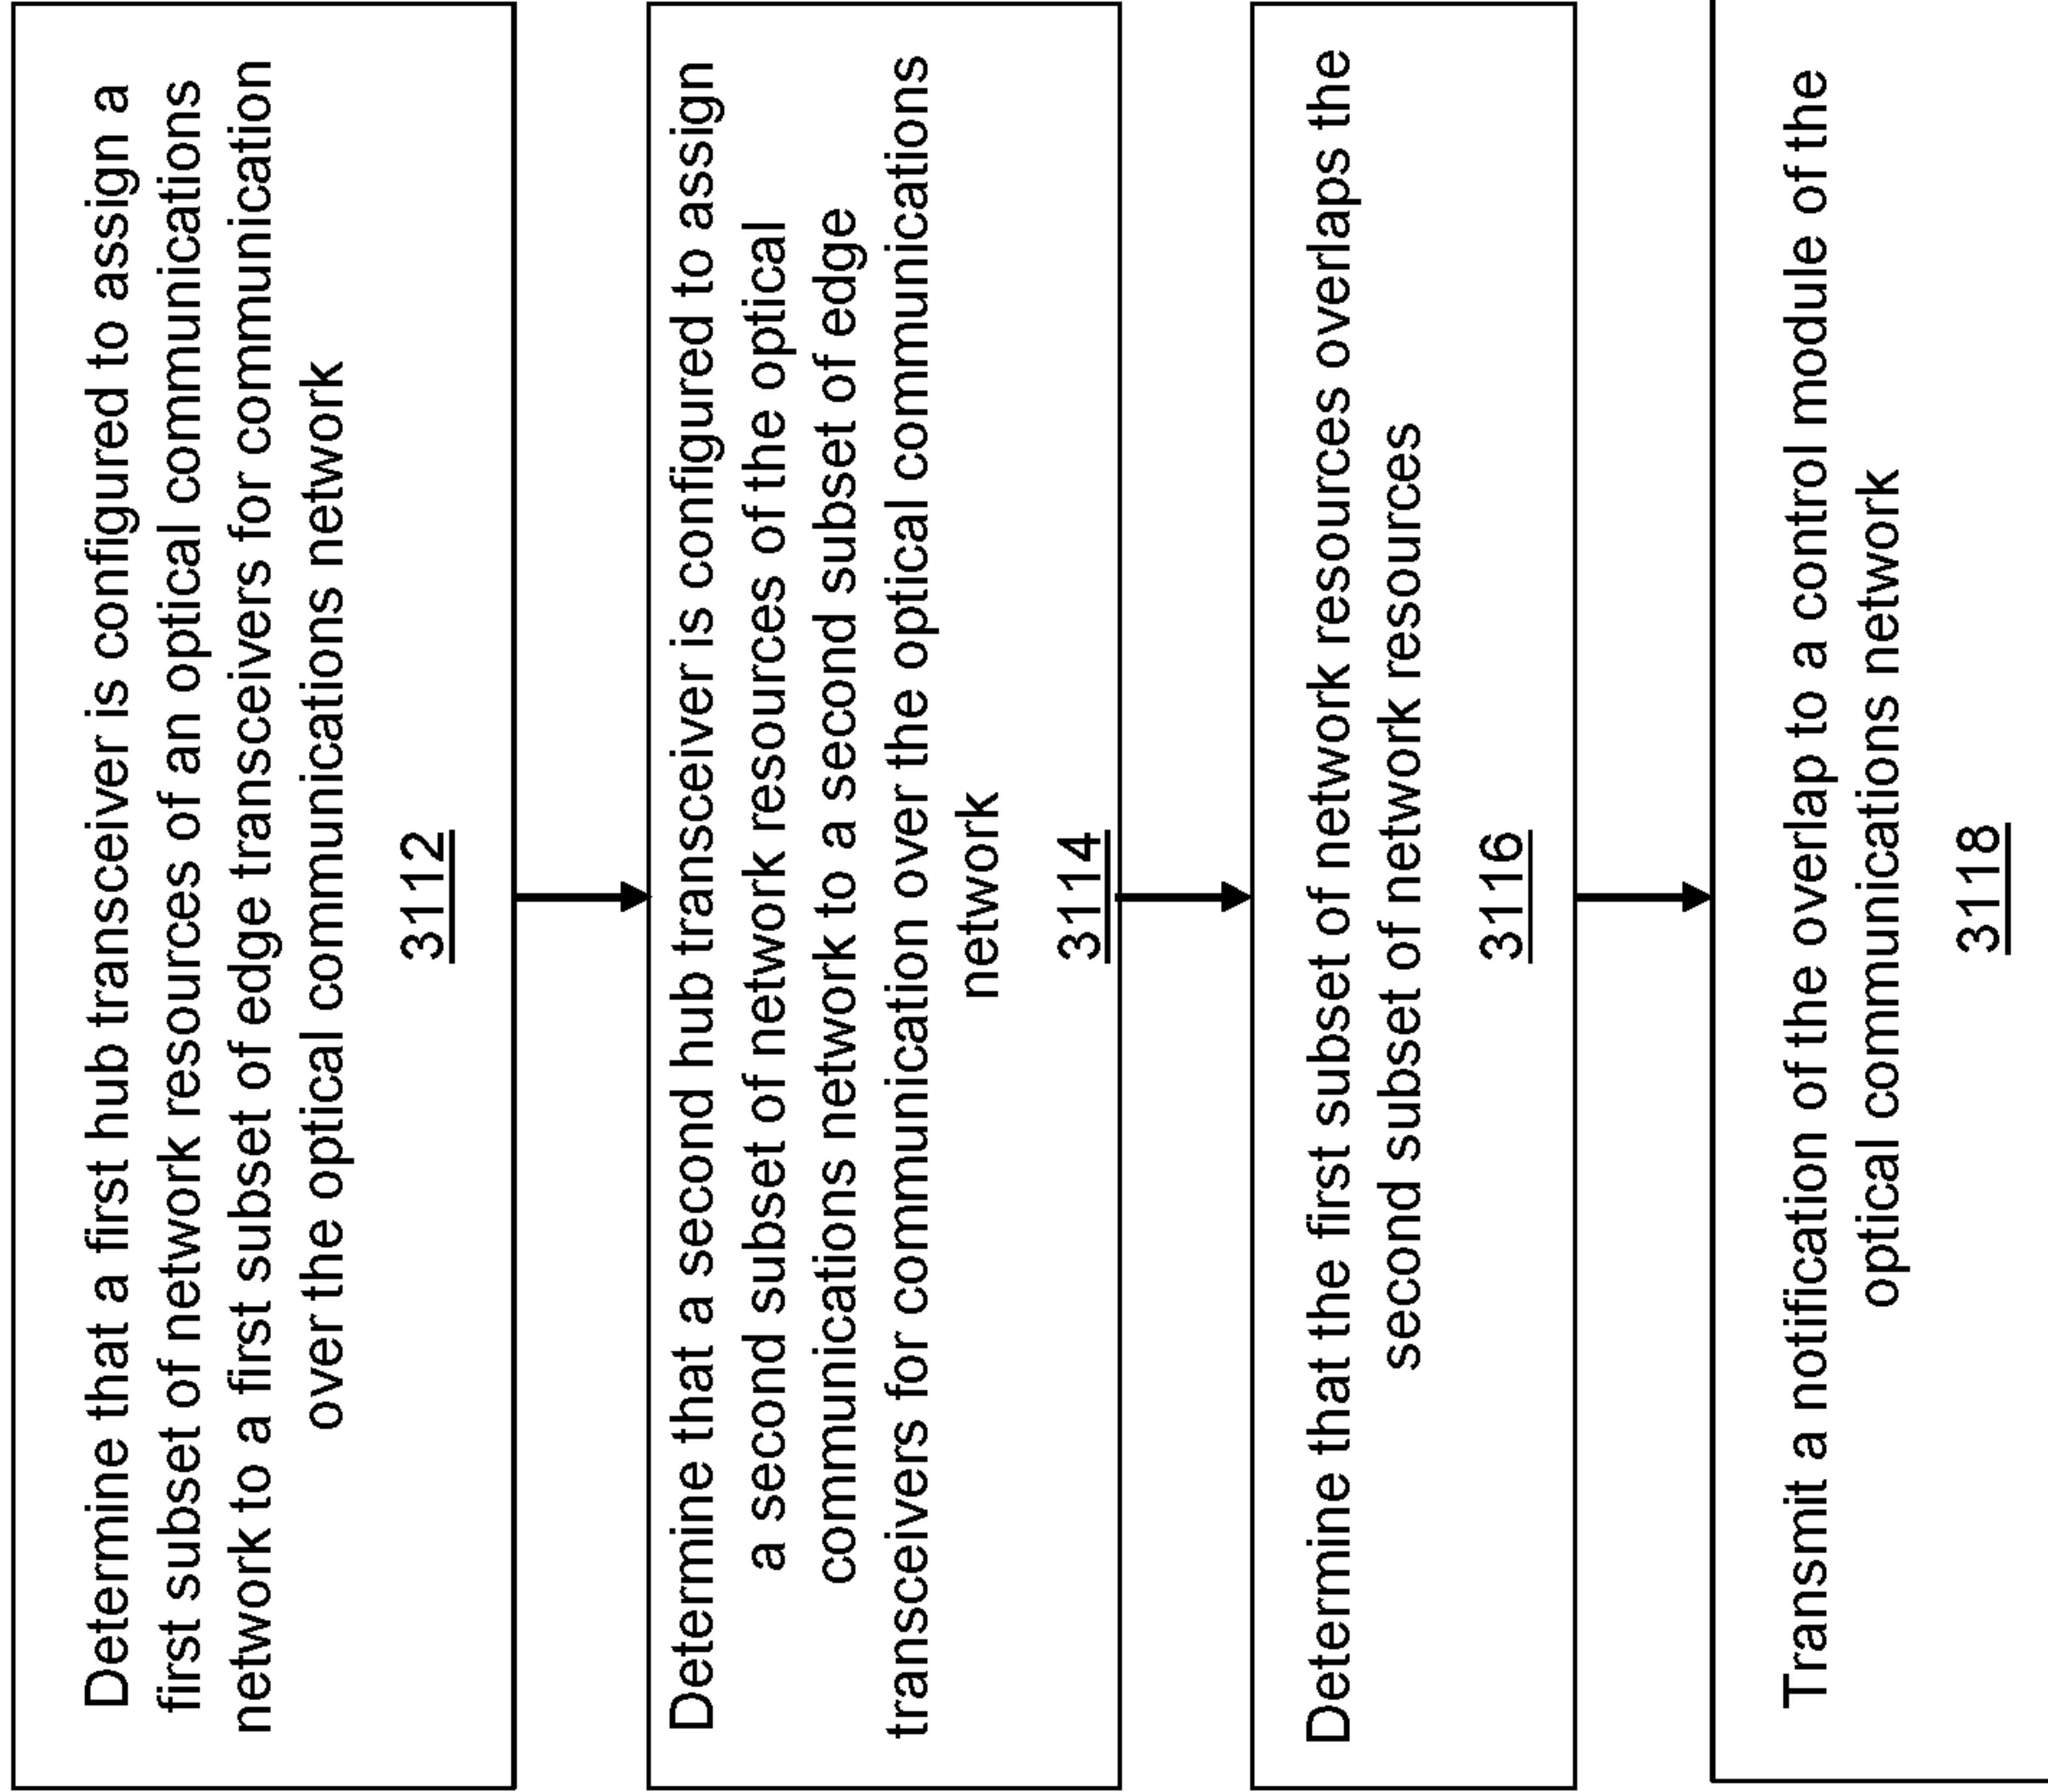 Determine that a first hub transceiver is configured to assign a
first subset of network resources of an optical communications
network to a first subset of edge transceivers for communication
over the optical communications network
3112
Determine that a second hub transceiver is configured to assign
a second subset of network resources of the optical
communications network to a second subset of edge
transceivers for communication over the optical communications
network
3114
Determine that the first subset of network resources overlaps the
second subset of network resources
3116
Transmit a notification of the overlap to a control module of the
optical communications network
3118